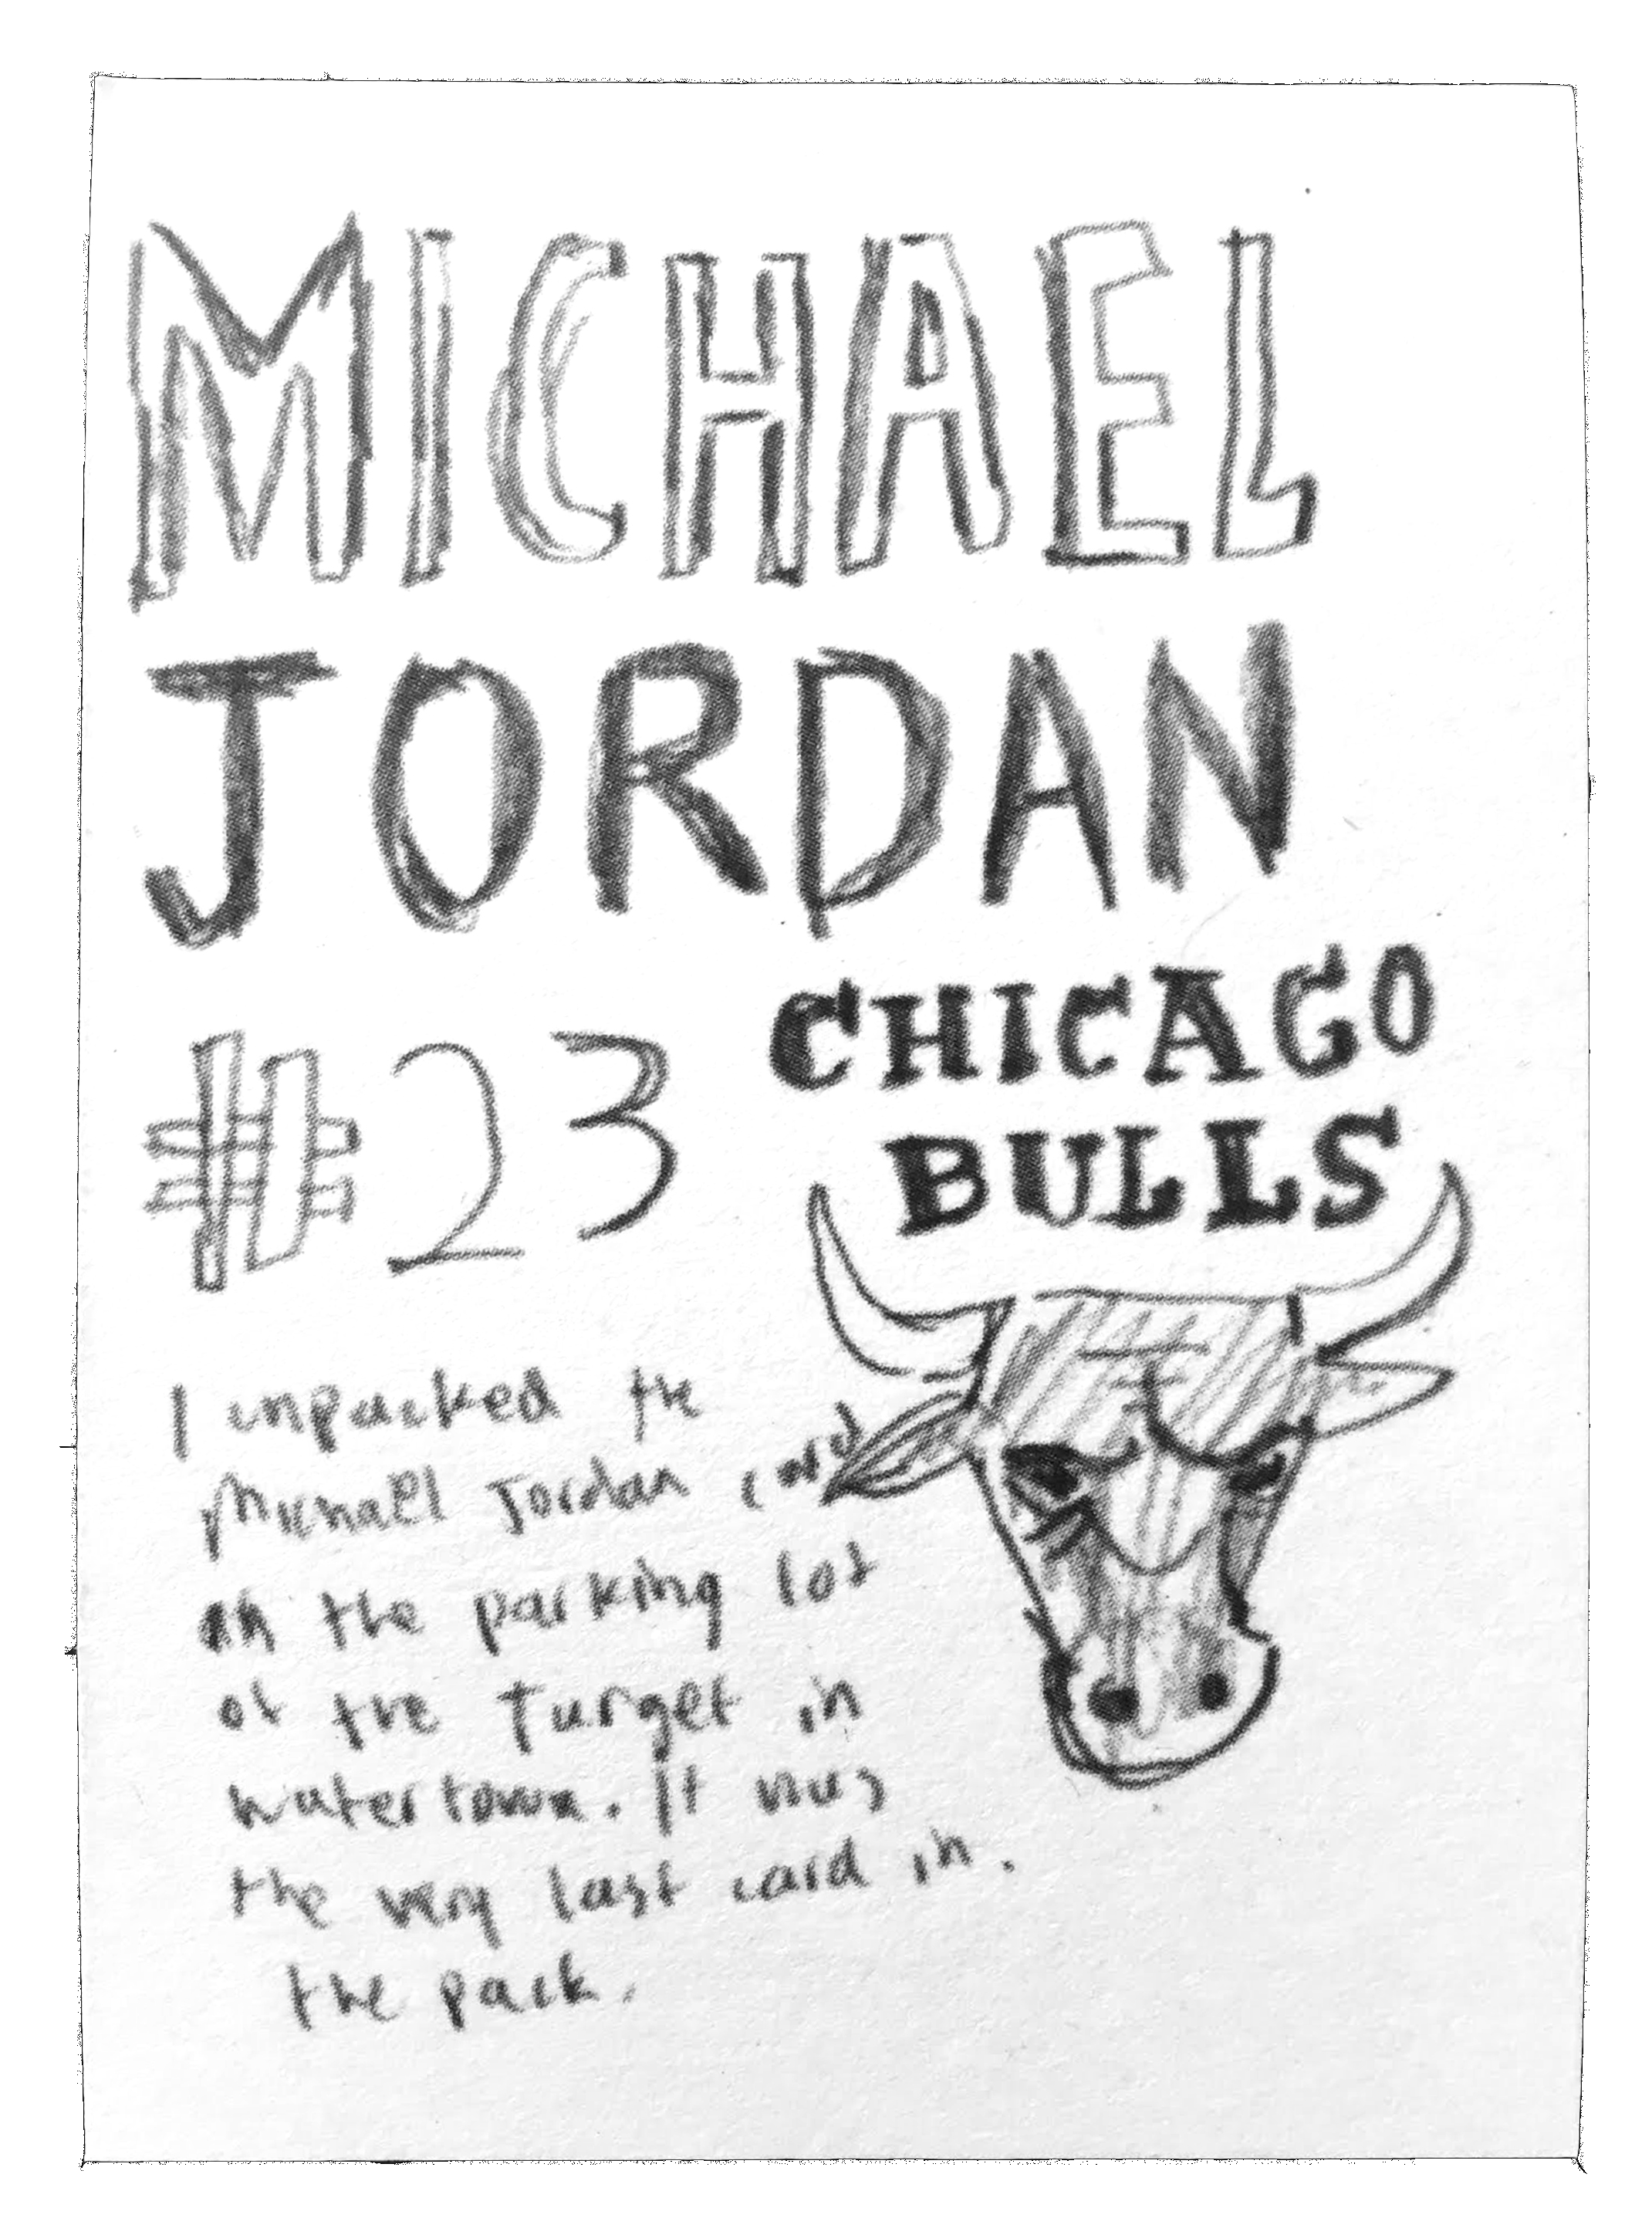 MICHAEL
JORDAN
#23
CHICAGO
BULLS
I unpacked the
Michael Jordan card
in the parking lot
of the Target in
Watertown. It was
the very last card in.
the pack.